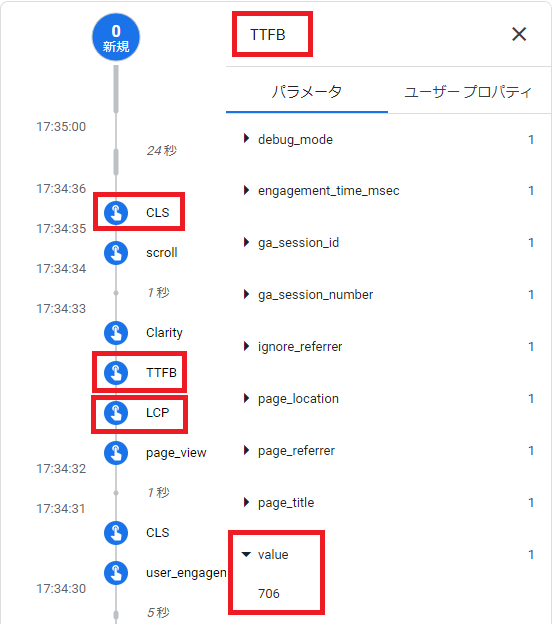 0
新規
17:35:00
24 秒
17:34:36
CLS
17:34:35
scroll
17:34:34
1 秒
17:34:33
Clarity
TTFB
LCP
page_view
17:34:32
1 秒
17:34:31
CLS
user_engagen
17:34:30
5 秒
TTFB
パラメータ
ユーザー プロパティ
debug_mode 1
engagement_time_msec 1
ga_session_id 1
ga_session_number 1
ignore_referrer 1
page_location 1
page_referrer 1
page_title 1
value 1
706